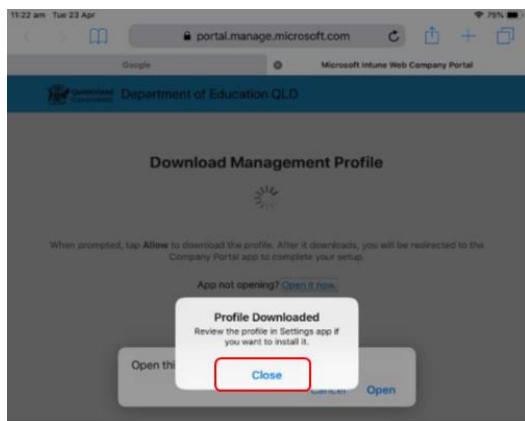 11:22 am Tue 23 Apr
75%
portal.manage.microsoft.com
Google
Microsoft Intune Web Company Portal
Queensland
Government
Department of Education QLD
Download Management Profile
When prompted, tap Allow to download the profile. After it downloads, you will be redirected to the
Company Portal app to complete your setup.
App not opening? Open it now.
Profile Downloaded
Review the profile in Settings app if
you want to install it.
Open thi
Close
Cancel Open